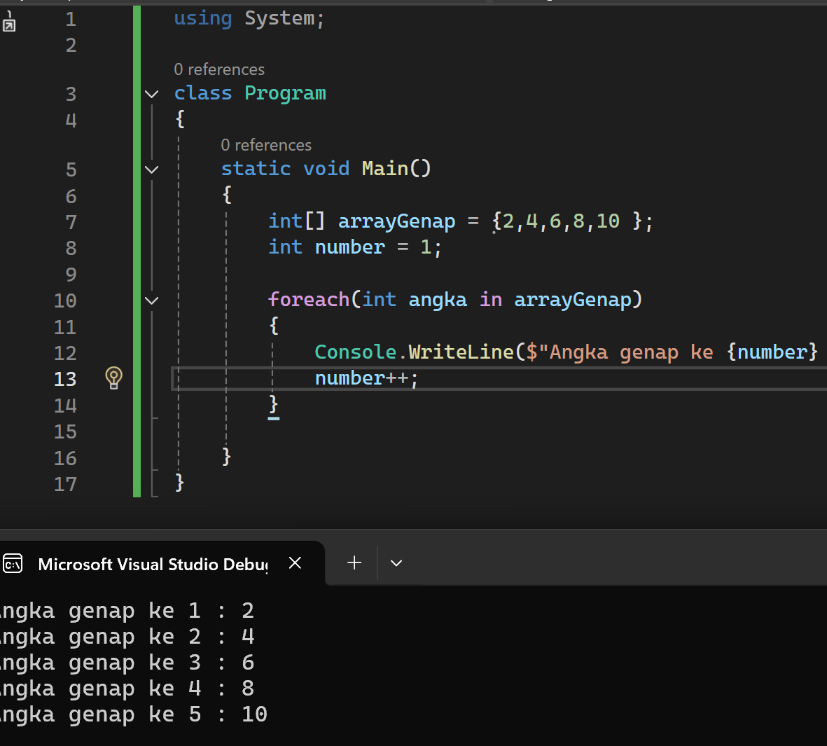 1 using System;
2
0 references
3 class Program
4 {
0 references
5 static void Main()
6 {
7 int[] arrayGenap = {2,4,6,8,10 };
8 int number = 1;
9
10 foreach(int angka in arrayGenap)
11 {
12 Console.WriteLine($"Angka genap ke {number}
13 number++;
14 }
15
16 }
17 }
Microsoft Visual Studio Debu
ngka genap ke 1 : 2
ngka genap ke 2 : 4
ngka genap ke 3 : 6
ngka genap ke 4 : 8
ngka genap ke 5 : 10